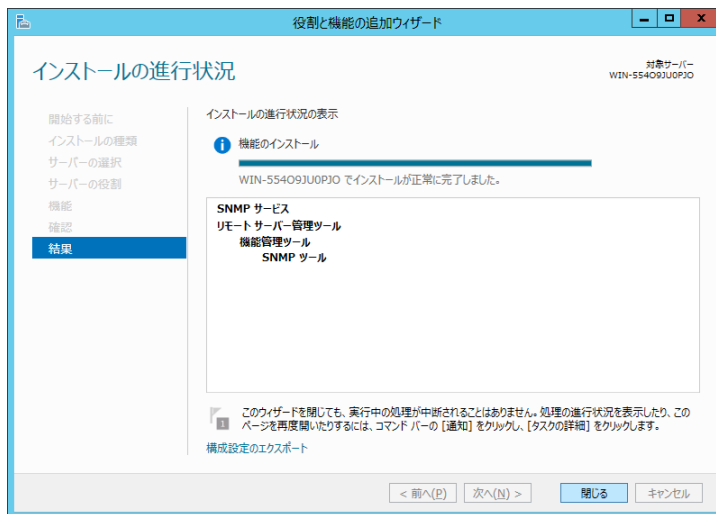 役割と機能の追加ウィザード
インストールの進行状況
対象サーバー
WIN-554O9JU0PJO
開始する前に
インストールの種類
サーバーの選択
サーバーの役割
機能
確認
結果
インストールの進行状況の表示
機能のインストール
WIN-554O9JU0PJO でインストールが正常に完了しました。
SNMP サービス
リモート サーバー管理ツール
機能管理ツール
SNMP ツール
1
このウィザードを閉じても、実行中の処理が中断されることはありません。処理の進行状況を表示したり、この
ページを再度開いたりするには、コマンド バーの [通知] をクリックし、[タスクの詳細] をクリックします。
構成設定のエクスポート
< 前へ(P)
次へ(N) >
閉じる
キャンセル